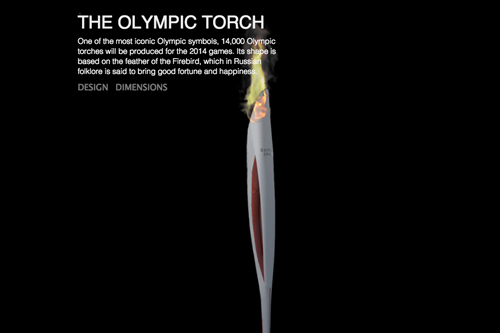 THE OLYMPIC TORCH
One of the most iconic Olympic symbols, 14,000 Olympic
torches will be produced for the 2014 games. Its shape is
based on the feather of the Firebird, which in Russian
folklore is said to bring good fortune and happiness.
DESIGN DIMENSIONS